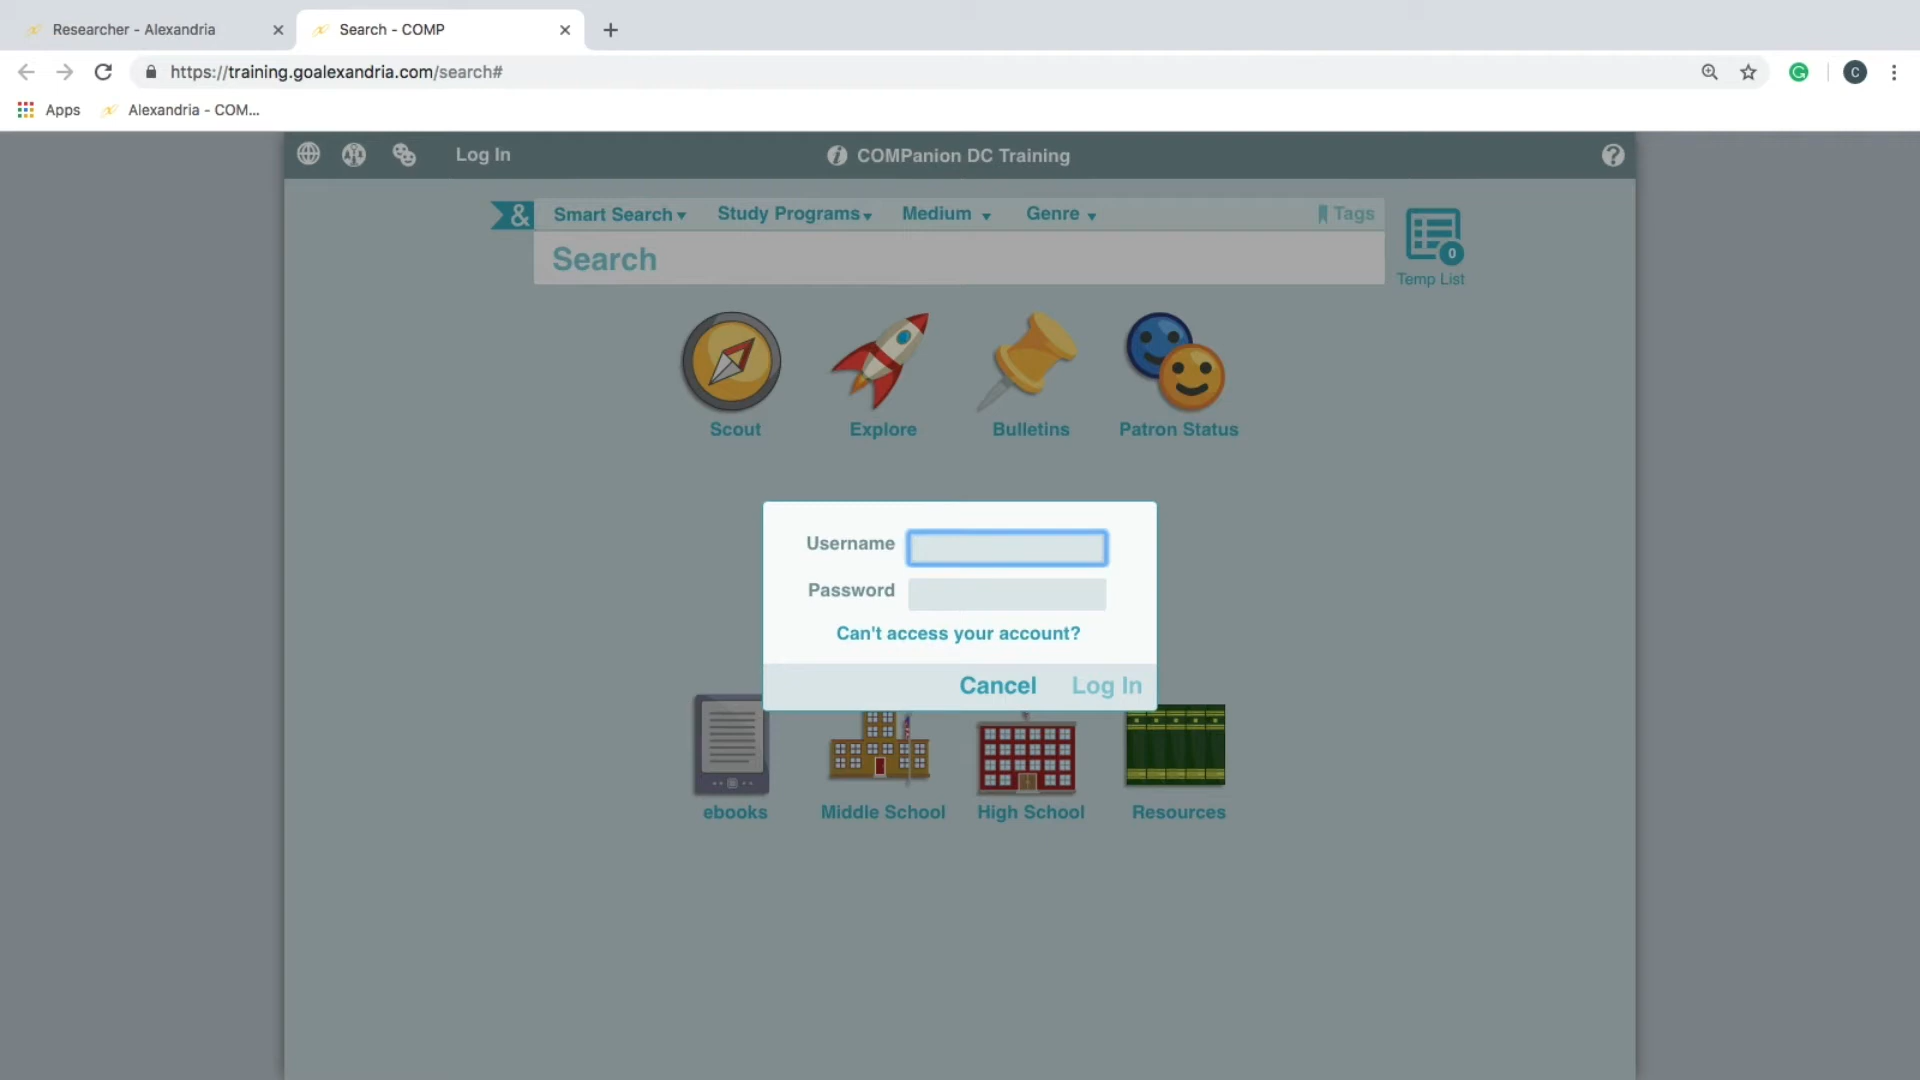 Researcher - Alexandria
Search - COMP
https://training.goalexandria.com/search#
C
Apps
Alexandria - COM...
Log In
COMPanion DC Training
?
& Smart Search Study Programs Medium Genre Tags
Search
0
Temp List
Scout Explore Bulletins Patron Status
Username
Password
Can't access your account?
Cancel Log In
ebooks Middle School High School Resources